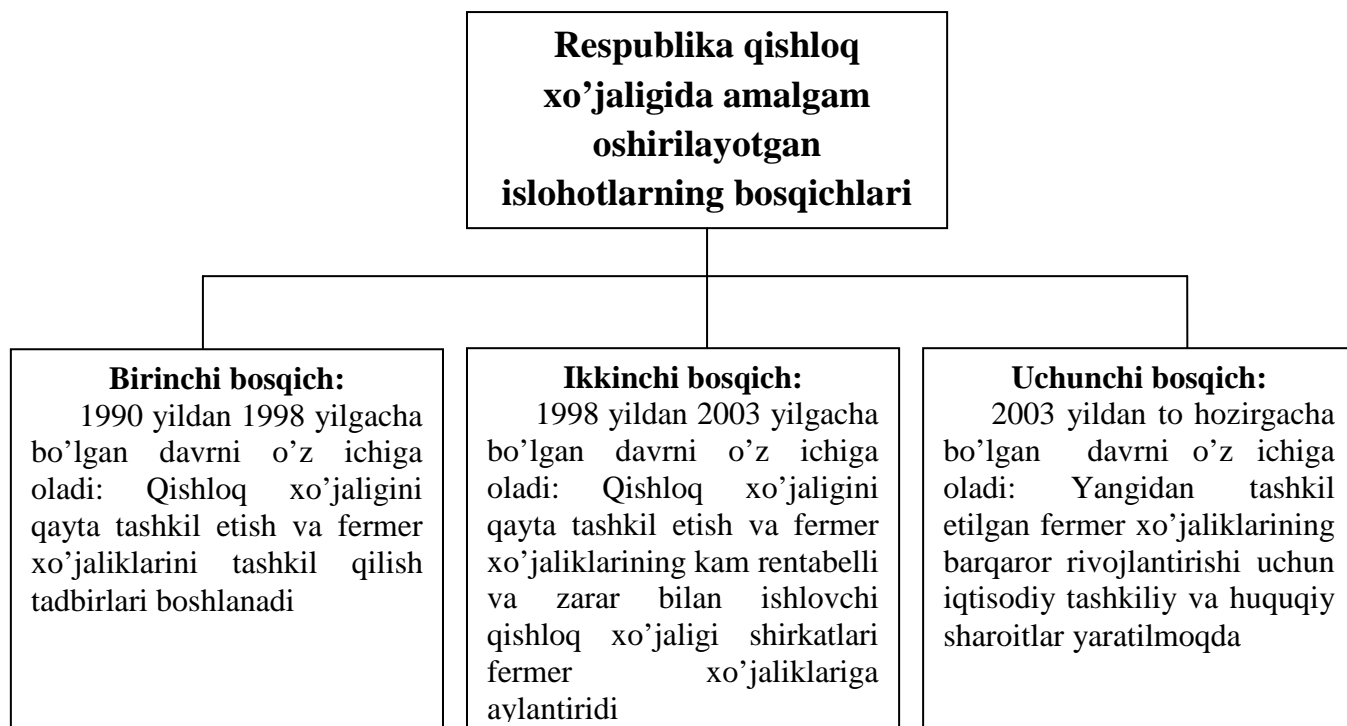 Respublika qishloq
xo’jaligida amalgam
oshirilayotgan
islohotlarning bosqichlari
Birinchi bosqich:
1990 yildan 1998 yilgacha
bo’lgan davrni o’z ichiga
oladi: Qishloq xo’jaligini
qayta tashkil etish va fermer
xo’jaliklarini tashkil qilish
tadbirlari boshlanadi
Ikkinchi bosqich:
1998 yildan 2003 yilgacha
bo’lgan davrni o’z ichiga
oladi: Qishloq xo’jaligini
qayta tashkil etish va fermer
xo’jaliklarining kam rentabelli
va zarar bilan ishlovchi
qishloq xo’jaligi shirkatlari
fermer xo’jaliklariga
aylantiridi
Uchunchi bosqich:
2003 yildan to hozirgacha
bo’lgan davrni o’z ichiga
oladi: Yangidan tashkil
etilgan fermer xo’jaliklarining
barqaror rivojlantirishi uchun
iqtisodiy tashkiliy va huquqiy
sharoitlar yaratilmoqda